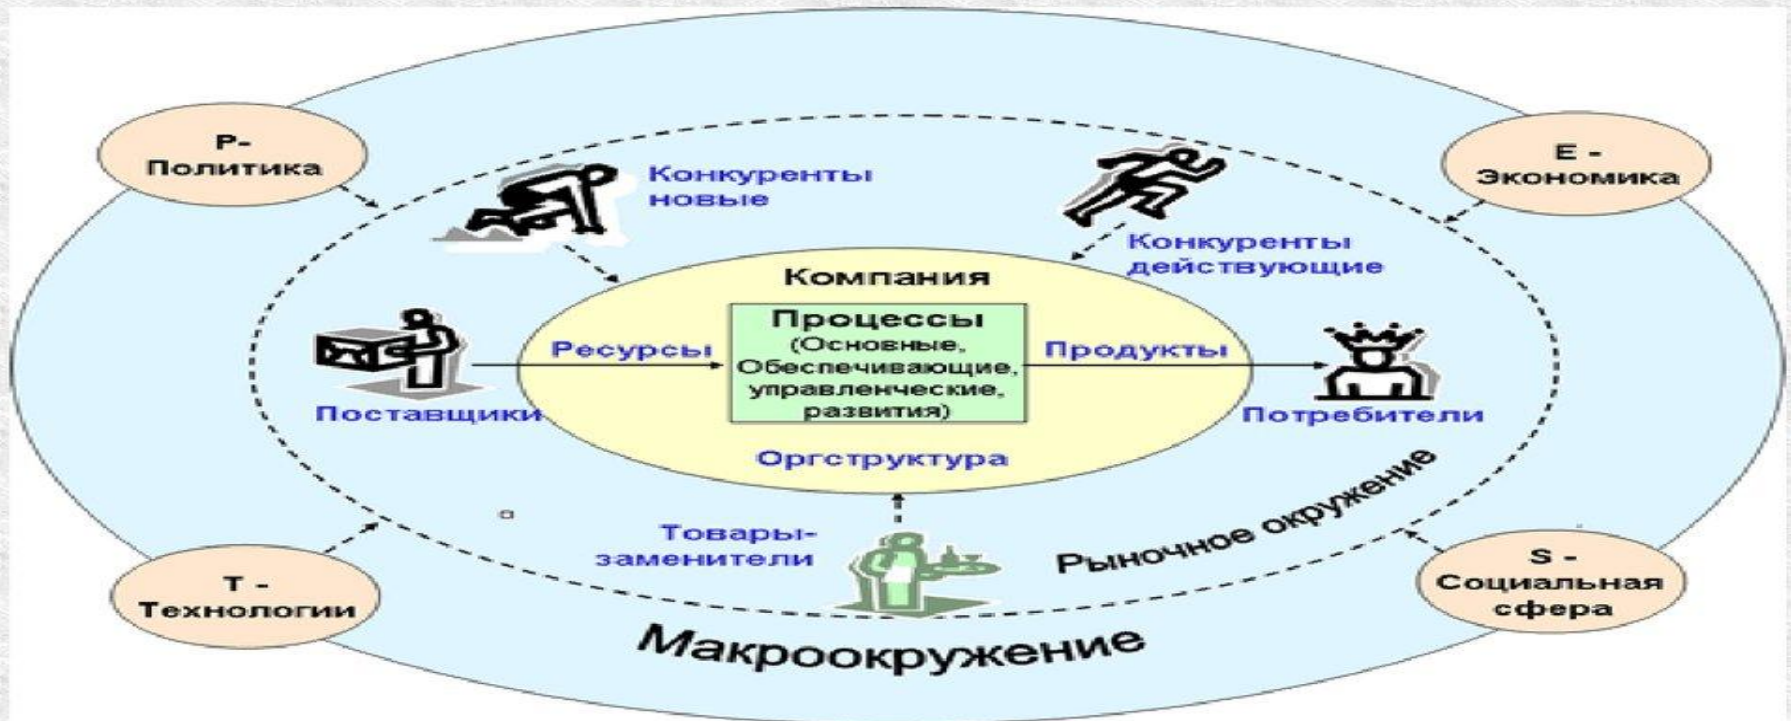 P-
Политика
Е -
Экономика
Конкуренты
новые
Конкуренты
действующие
Компания
Процессы
(Основные,
Обеспечивающие,
управленческие,
развития)
Ресурсы
Продукты
Поставщики
Потребители
Оргструктура
Товары-
заменители
Рыночное окружение
Т -
Технологии
S -
Социальная
сфера
Макроокружение